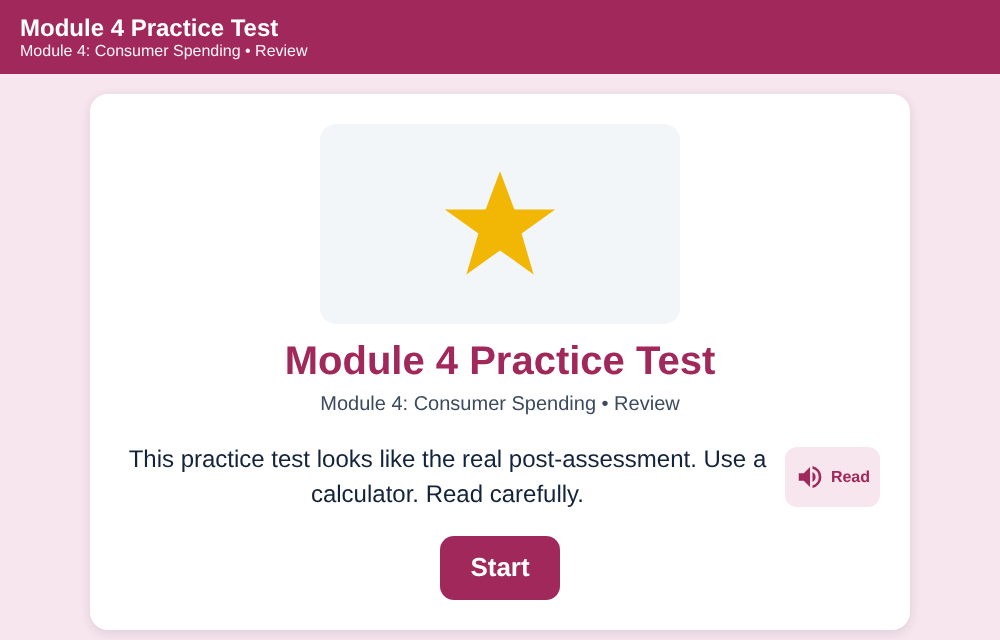 Module 4 Practice Test
Module 4: Consumer Spending • Review
Module 4 Practice Test
Module 4: Consumer Spending • Review
This practice test looks like the real post-assessment. Use a
calculator. Read carefully.
Read
Start